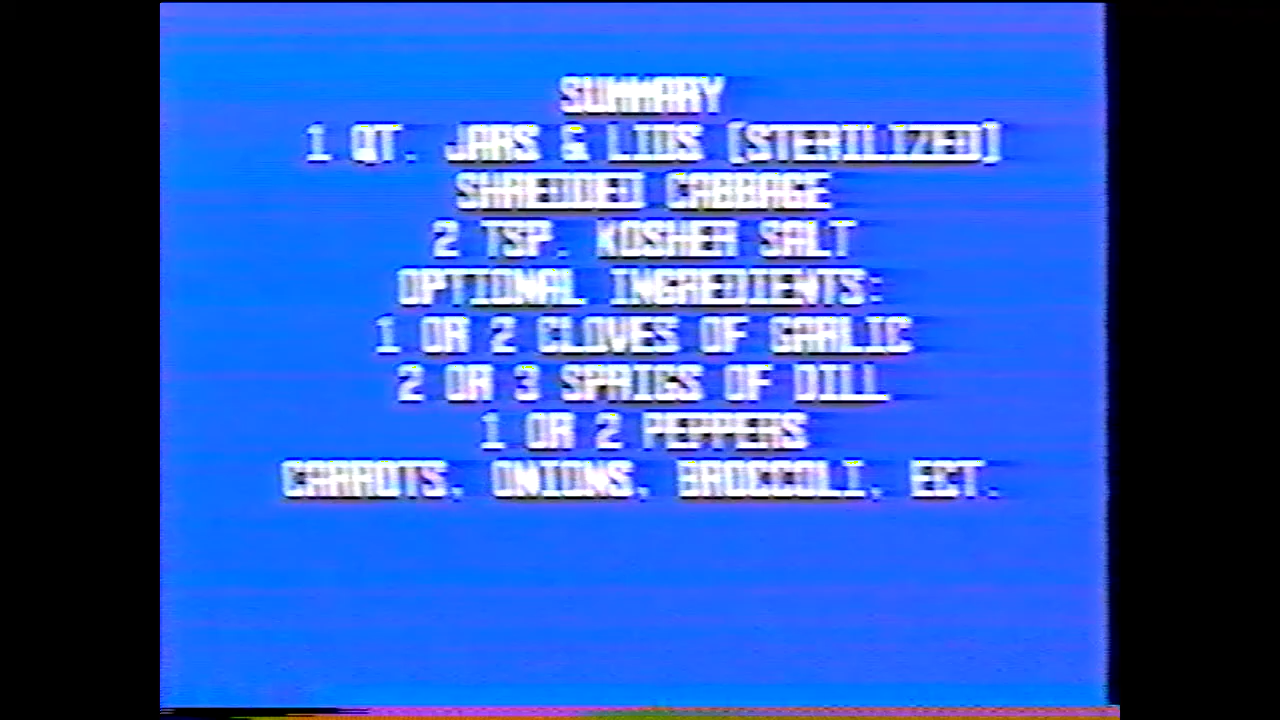 SUMMARY
1 QT. JARS & LIDS (STERILIZED)
SHREDDED CABBAGE
2 TSP. KOSHER SALT
OPTIONAL INGREDIENTS:
1 OR 2 CLOVES OF GARLIC
2 OR 3 SPRIGS OF DILL
1 OR 2 PEPPERS
CARROTS, ONIONS, BROCCOLI, ECT.